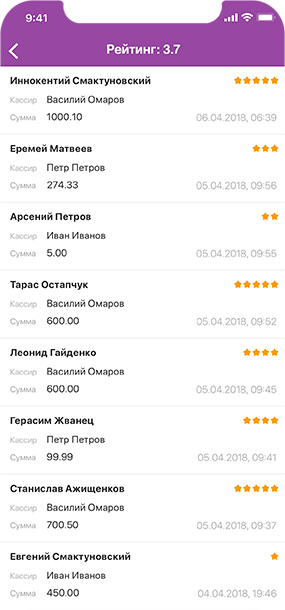 9:41
Рейтинг: 3.7
Иннокентий Смактуновский
Кассир Василий Омаров
Сумма 1000.10 06.04.2018, 06:39
Еремей Матвеев
Кассир Петр Петров
Сумма 274.33 05.04.2018, 09:56
Арсений Петров
Кассир Иван Иванов
Сумма 5.00 05.04.2018, 09:55
Тарас Остапчук
Кассир Василий Омаров
Сумма 600.00 05.04.2018, 09:52
Леонид Гайденко
Кассир Василий Омаров
Сумма 600.00 05.04.2018, 09:45
Герасим Жванец
Кассир Петр Петров
Сумма 99.99 05.04.2018, 09:41
Станислав Ажищенков
Кассир Василий Омаров
Сумма 700.50 05.04.2018, 09:37
Евгений Смактуновский
Кассир Иван Иванов
Сумма 450.00 04.04.2018, 19:46